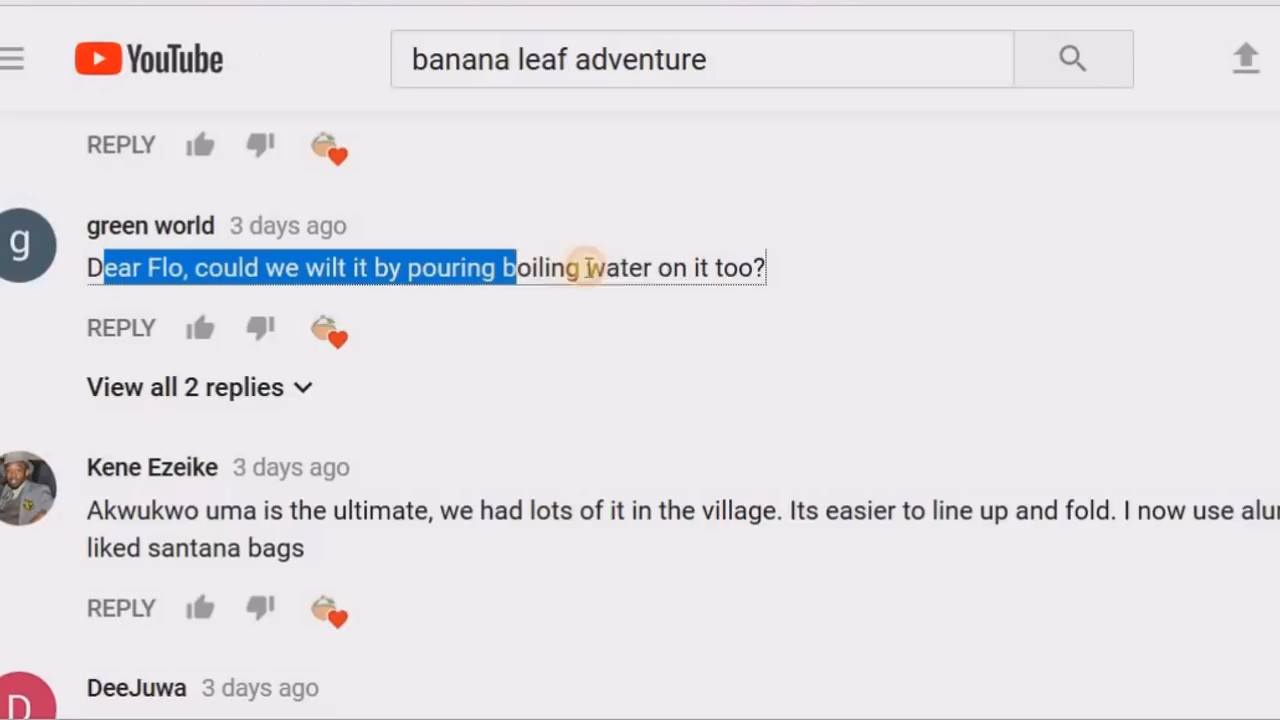 YouTube
banana leaf adventure
REPLY
g
green world 3 days ago
Dear Flo, could we wilt it by pouring boiling water on it too?
REPLY
View all 2 replies
Kene Ezeike 3 days ago
Akwukwo uma is the ultimate, we had lots of it in the village. Its easier to line up and fold. I now use
liked santana bags
REPLY
D
DeeJuwa 3 days ago